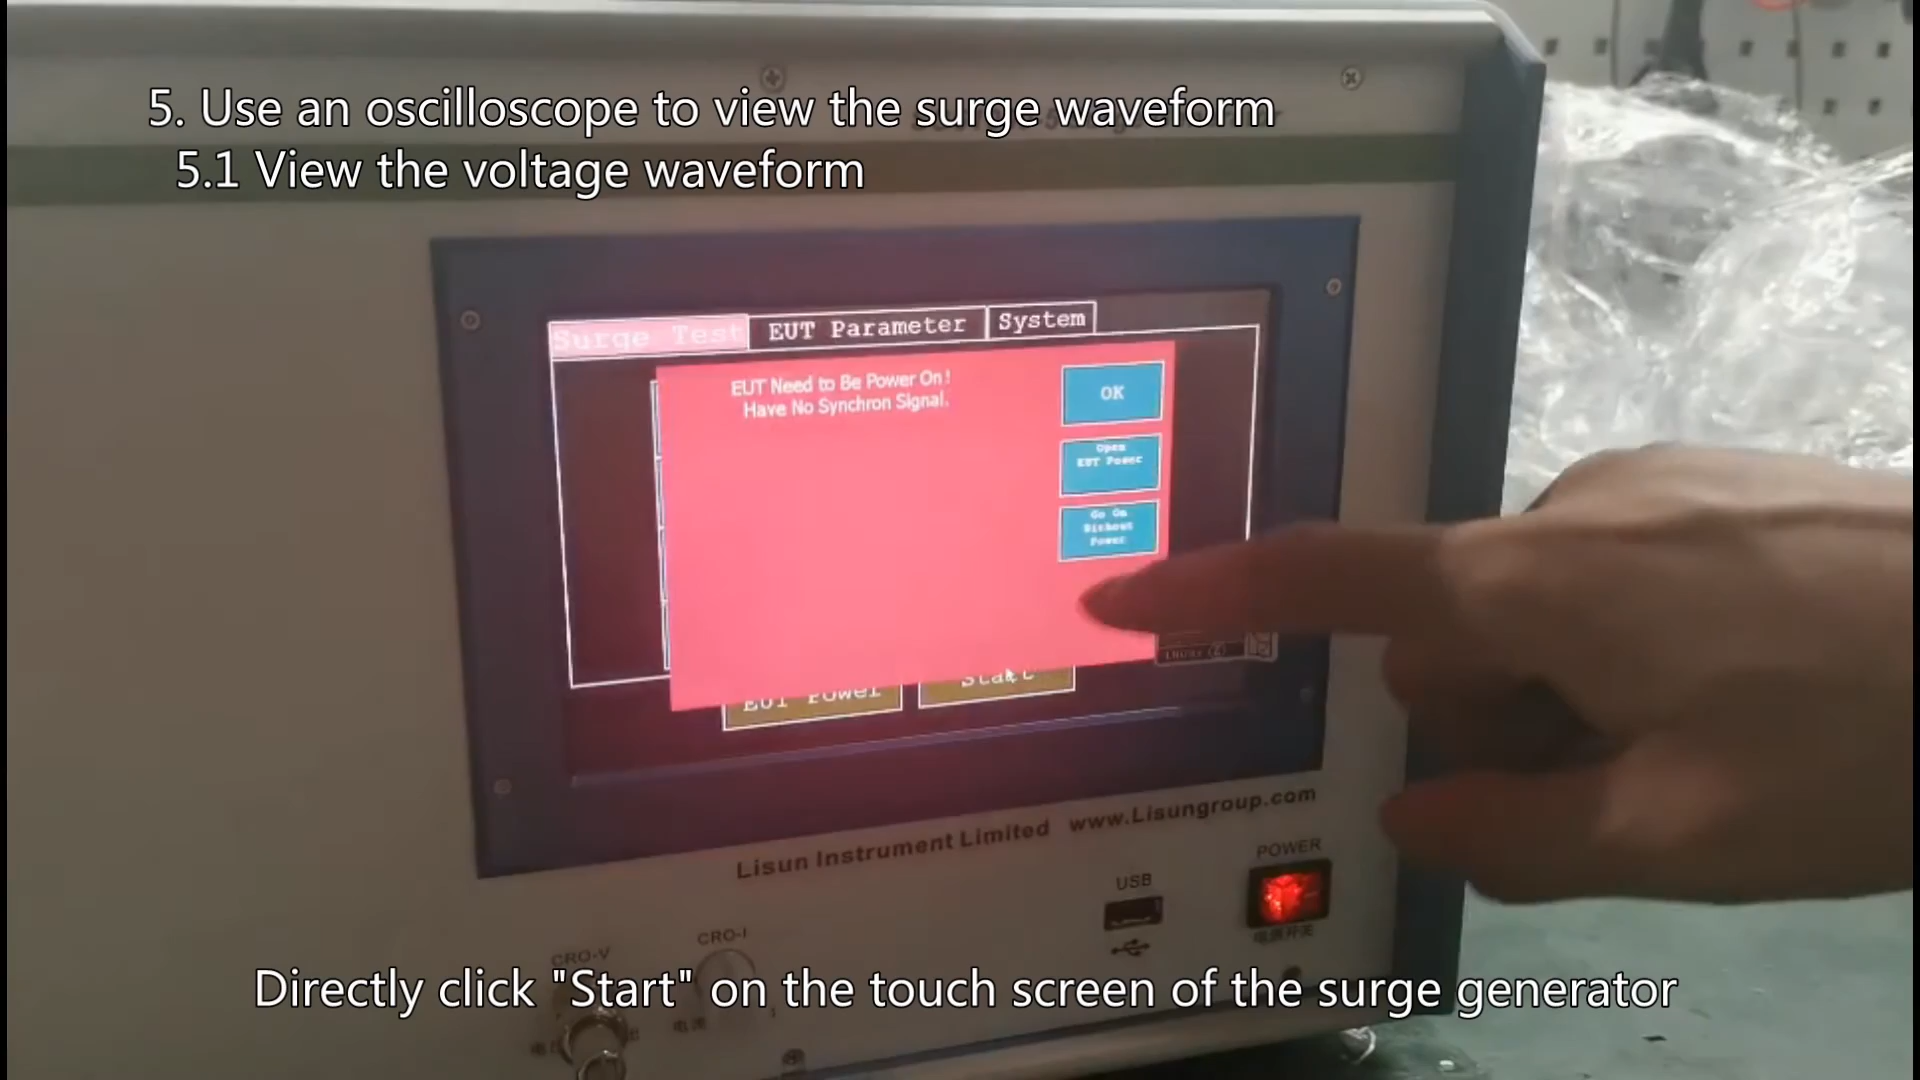 5. Use an oscilloscope to view the surge waveform
5.1 View the voltage waveform
Surge Test
EUT Parameter
System
EUT Need to Be Power On!
Have No Synchron Signal.
OK
Open
EUT Power
Go On
Without
Power
EUT Power
Start
Lisun Instrument Limited www.Lisungroup.com
POWER
USB
电源开关
CRO-V
CRO-I
Directly click "Start" on the touch screen of the surge generator